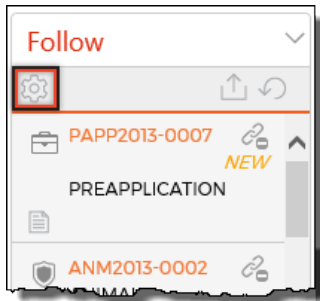 Follow
PAPP2013-0007
NEW
PREAPPLICATION
ANM2013-0002